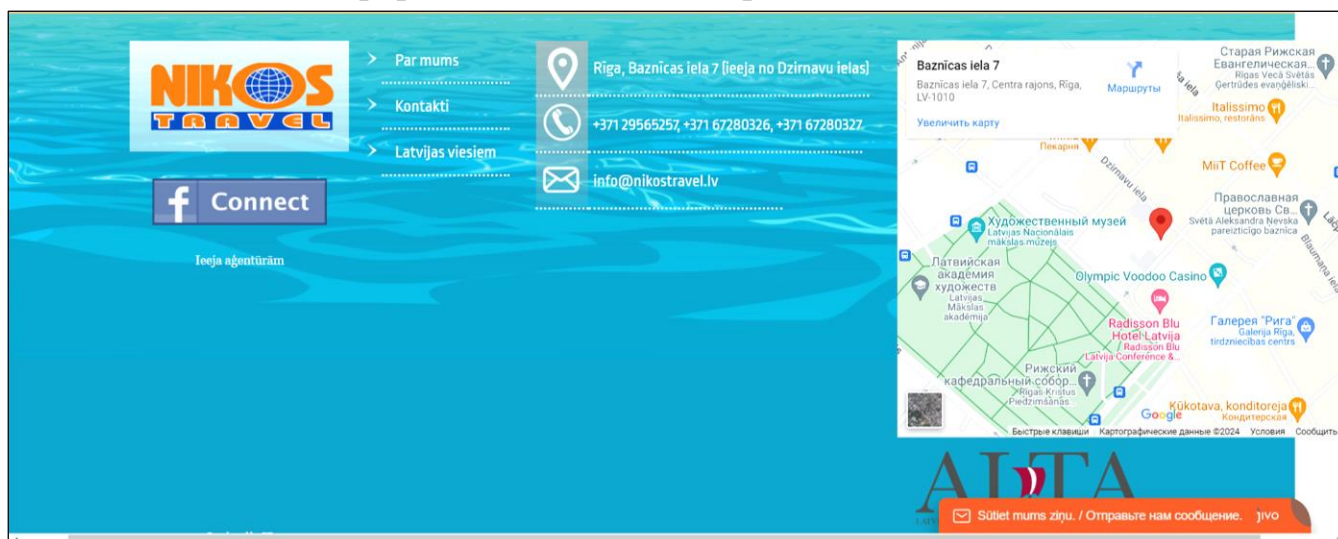 NIKOS
TRAVEL
Connect
Ieeja aģentūrām
Par mums
Kontakti
Latvijas viesiem
Rīga, Baznīcas iela 7 (ieeja no Dzirnavu ielas)
+371 29565257, +371 67280326, +371 67280327
info@nikostravel.lv
Baznīcas iela 7
Baznīcas iela 7, Centra rajons, Rīga,
LV-1010
Маршруты
Увеличить карту
Старая Рижская
Евангелическая...
Rīgas Vecā Svētās
Ģertrūdes evaņģēliski...
Italissimo
Italissimo, restorāns
Пекарня
Dzirnavu iela
MiiT Coffee
Православная
церковь Св...
Svētā Aleksandra Ņevska
pareizticīgo baznīca
Blaumaņa iela
Художественный музей
Latvijas Nacionālais
mākslas muzejs
Латвийская
академия
художеств
Latvijas
Mākslas
akadēmija
Olympic Voodoo Casino
Radisson Blu
Hotel Latvija
Radisson Blu
Latvija Conference &...
Галерея "Рига"
Galerija Rīga,
tirdzniecības centrs
Рижский
кафедральный собор...
Rīgas Kristus
Piedzimšanas...
Kūkotava, konditoreja
Кондитерская
Google
Быстрые клавиши
Картографические данные ©2024
Условия
Сообщить
ALTA
Sūtiet mums ziņu. / Отправьте нам сообщение.
jivo